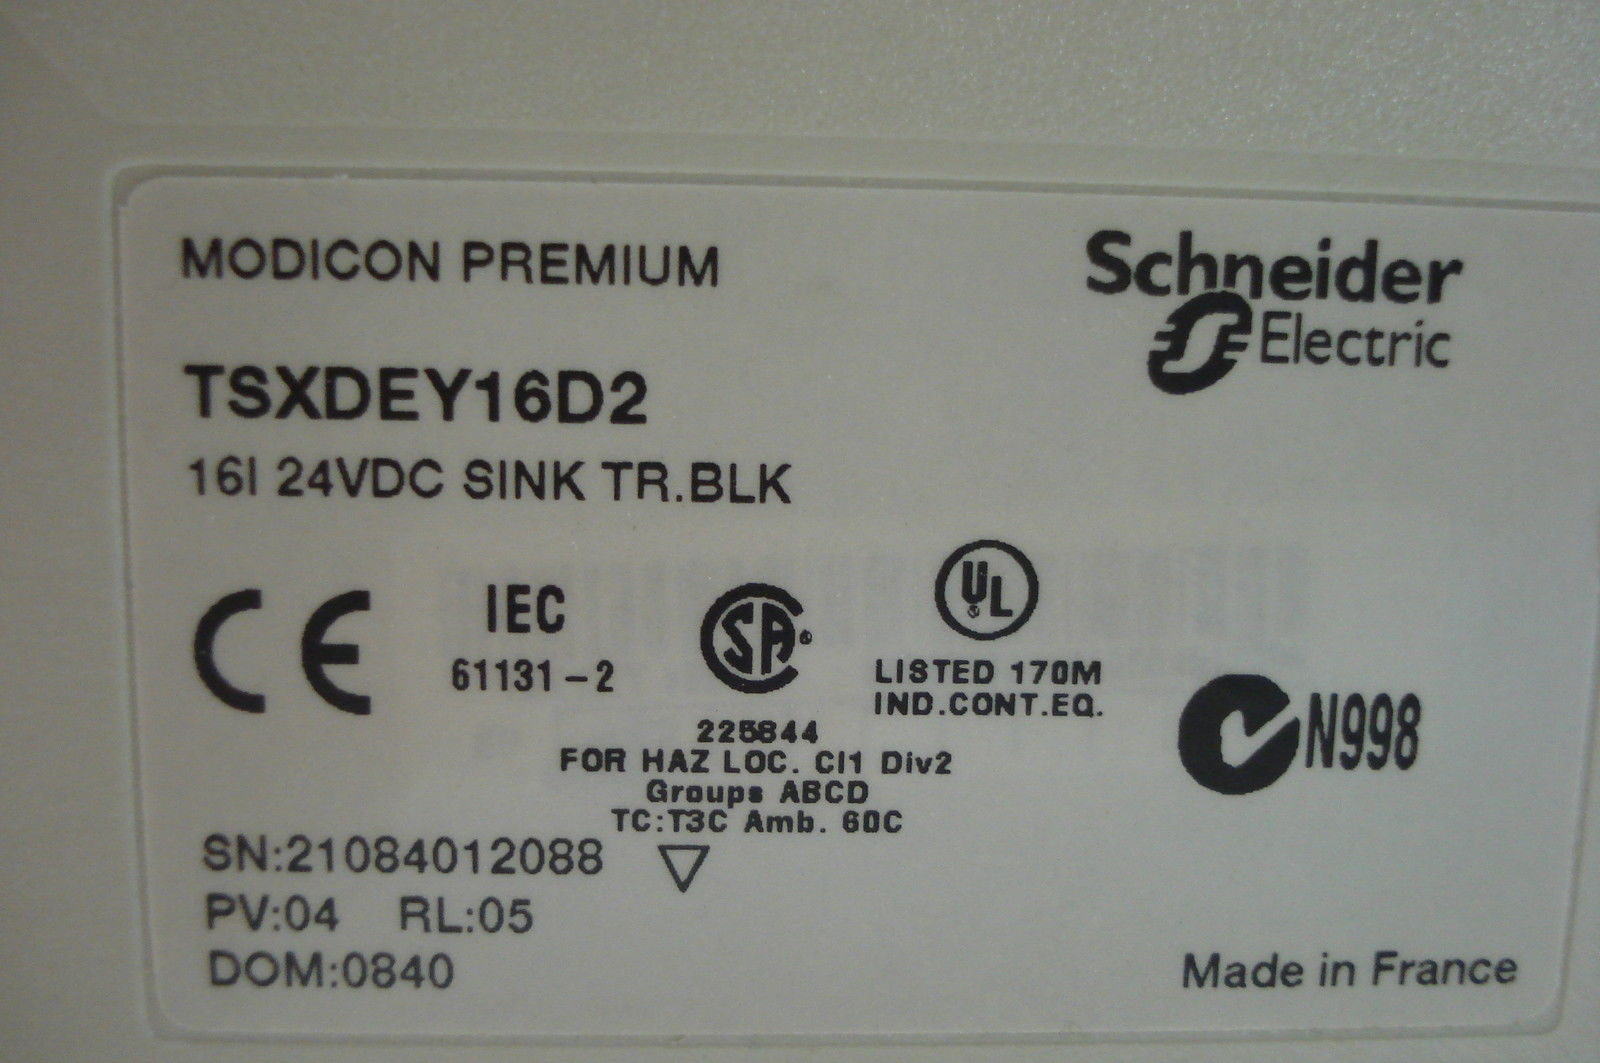 MODICON PREMIUM
Schneider
Electric
TSXDEY16D2
16I 24VDC SINK TR.BLK
CE
IEC
61131-2
SA
UL
LISTED 170M
IND.CONT.EQ.
N998
225844
FOR HAZ LOC. CI1 Div2
Groups ABCD
TC:T3C Amb. 60C
SN:21084012088
PV:04 RL:05
DOM:0840
Made in France